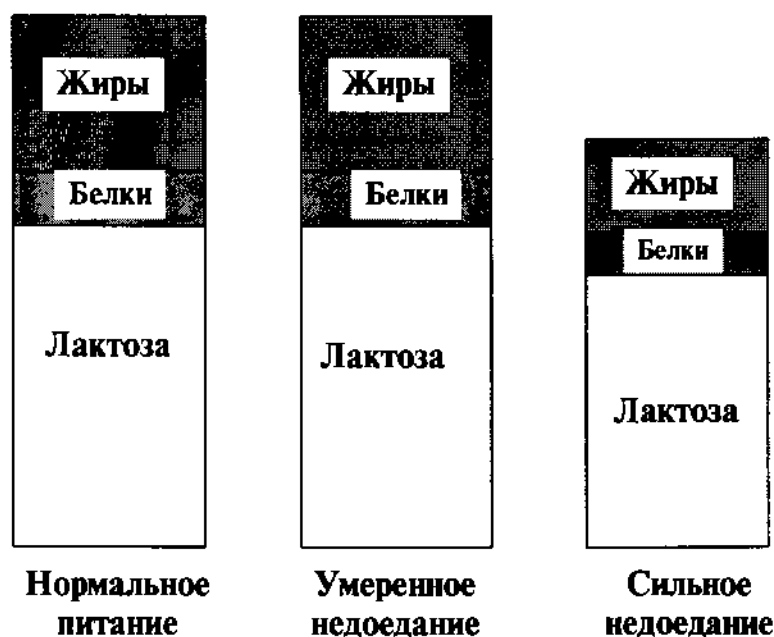 Жиры
Белки
Лактоза
Нормальное
питание
Жиры
Белки
Лактоза
Умеренное
недоедание
Жиры
Белки
Лактоза
Сильное
недоедание